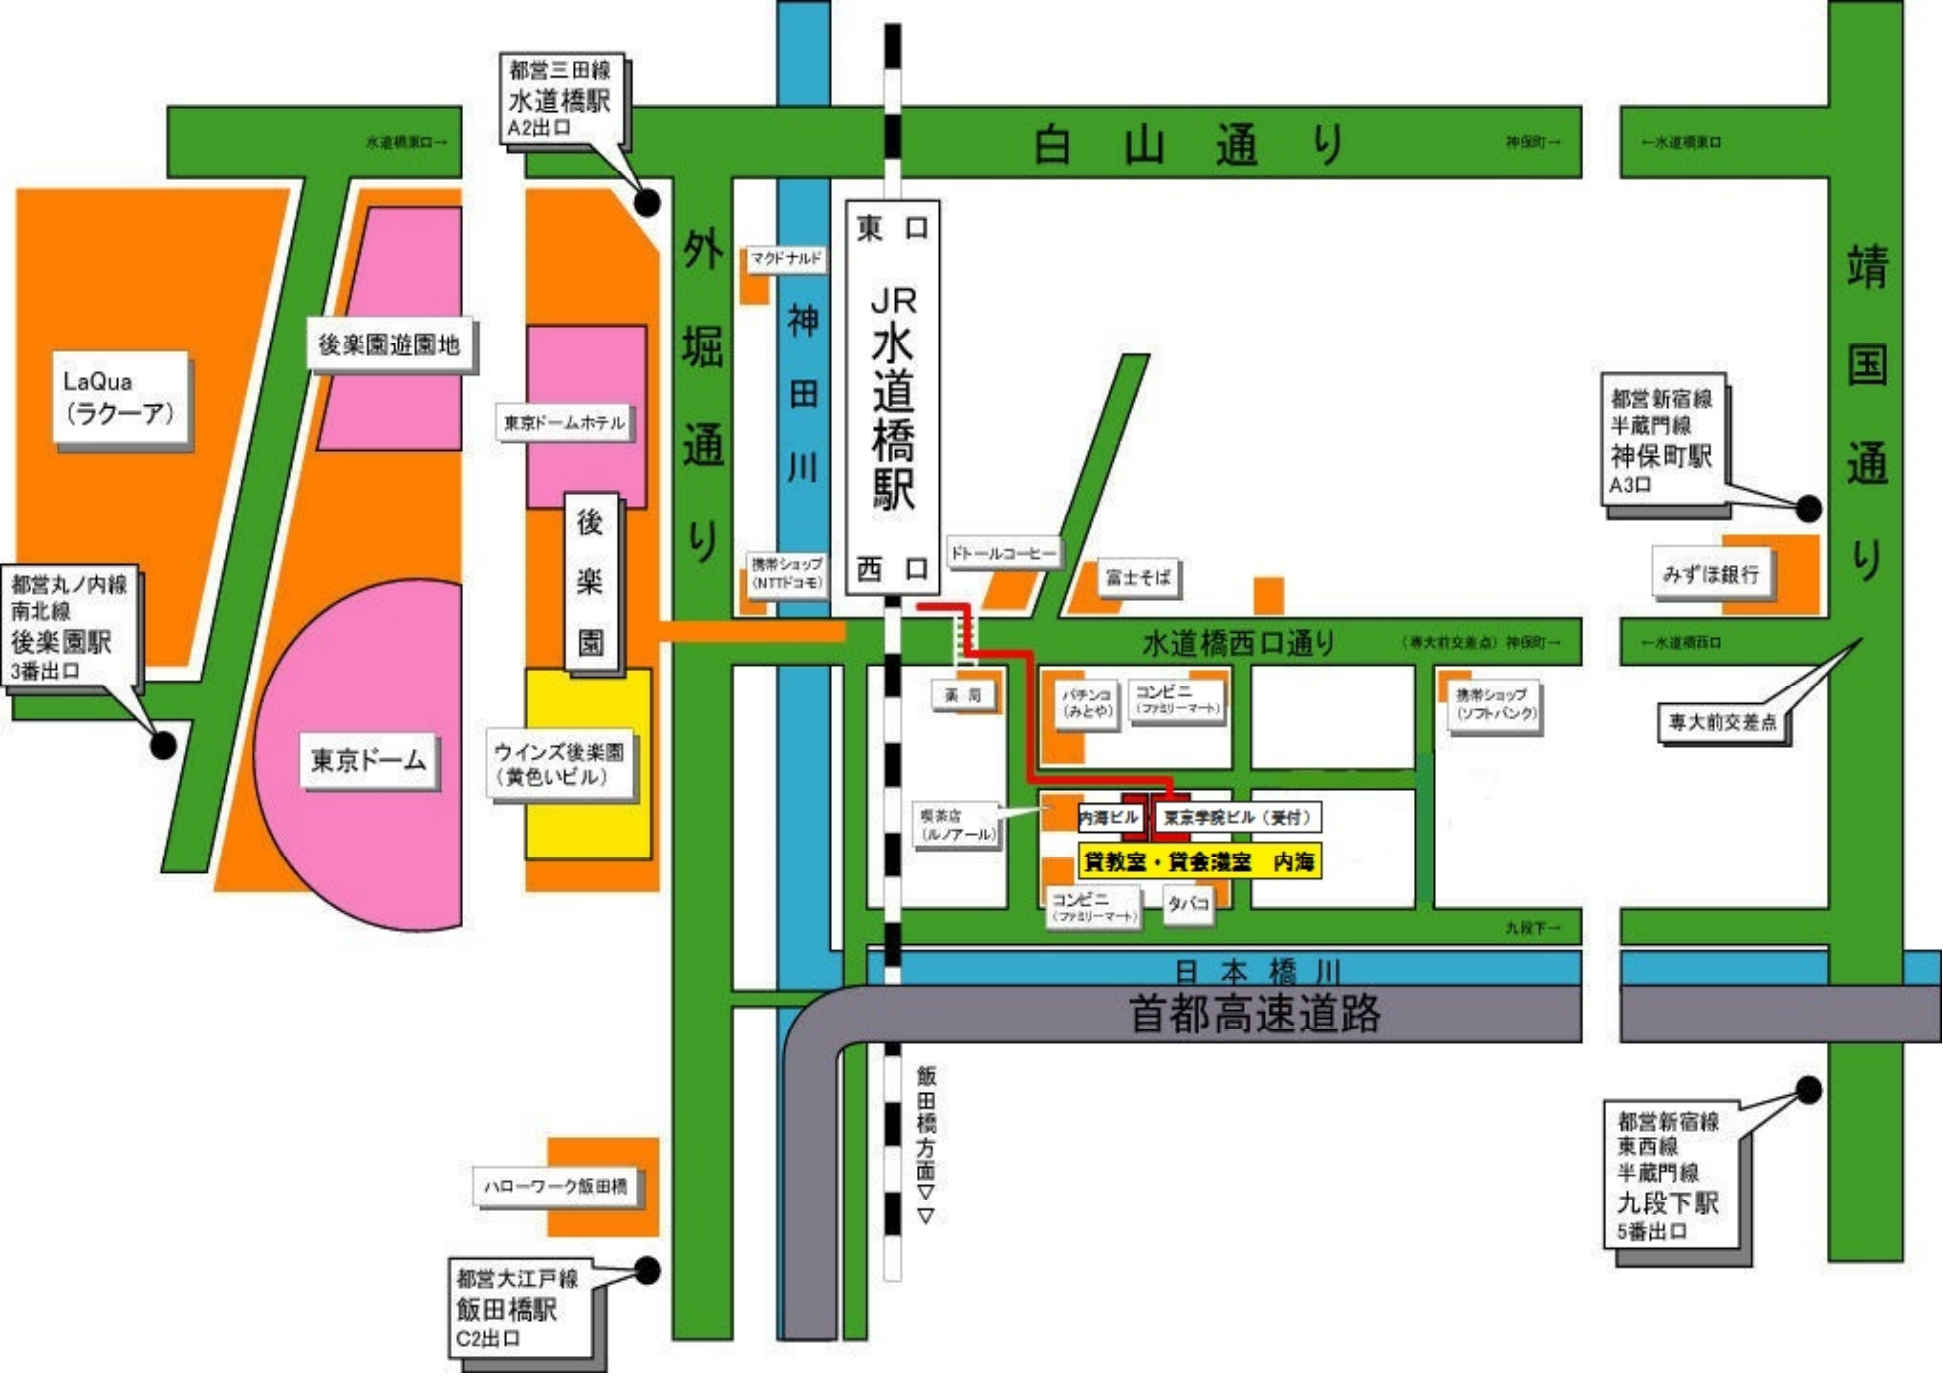 都営三田線
水道橋駅
A2出口
水道橋東口→
白山通り
神保町→
←水道橋東口
外堀通り
マクドナルド
神田川
東口
JR水道橋駅
西口
靖国通り
後楽園遊園地
LaQua
(ラクーア)
東京ドームホテル
後楽園
都営新宿線
半蔵門線
神保町駅
A3口
みずほ銀行
ドトールコーヒー
富士そば
携帯ショップ
(NTTドコモ)
都営丸ノ内線
南北線
後楽園駅
3番出口
水道橋西口通り
(専大前交差点) 神保町→
←水道橋西口
薬局
パチンコ
(みとや)
コンビニ
(ファミリーマート)
携帯ショップ
(ソフトバンク)
専大前交差点
東京ドーム
ウインズ後楽園
(黄色いビル)
喫茶店
(ルノアール)
内海ビル
東京学院ビル(受付)
貸教室・貸会議室 内海
コンビニ
(ファミリーマート)
タバコ
九段下→
日本橋川
首都高速道路
飯田橋方面▽▽
ハローワーク飯田橋
都営新宿線
東西線
半蔵門線
九段下駅
5番出口
都営大江戸線
飯田橋駅
C2出口